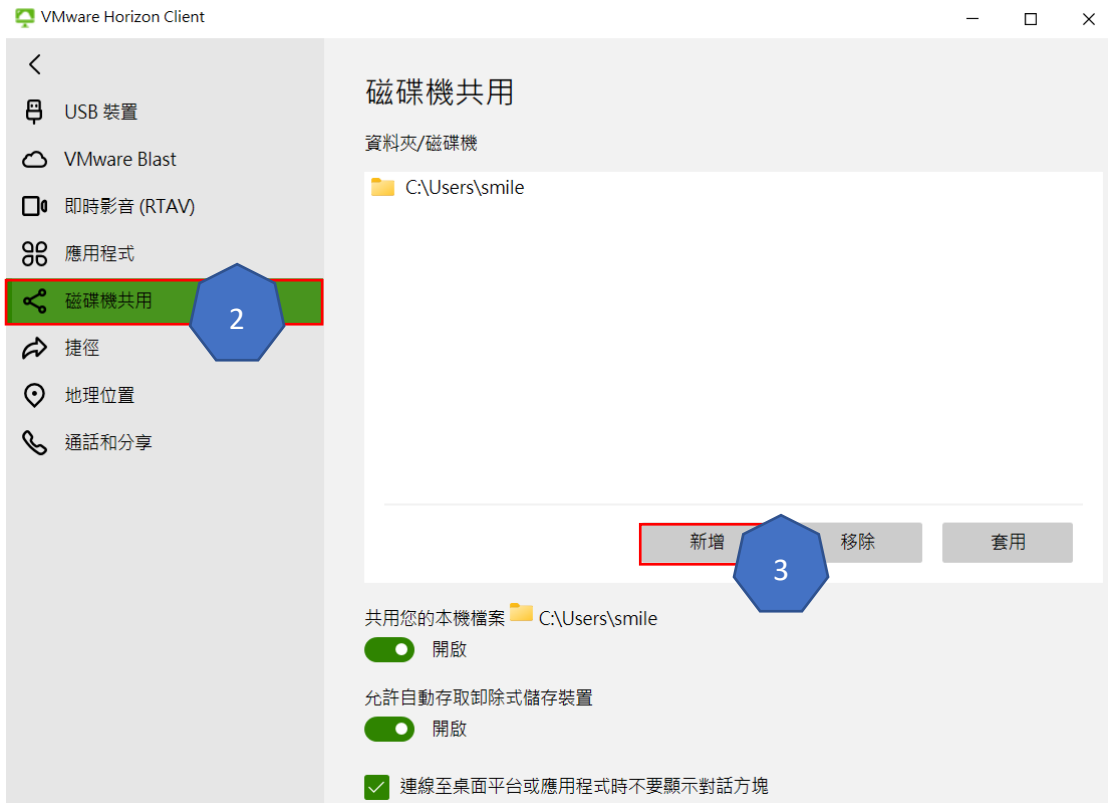 VMware Horizon Client
USB 裝置
VMware Blast
即時影音 (RTAV)
應用程式
磁碟機共用
2
捷徑
地理位置
通話和分享
磁碟機共用
資料夾/磁碟機
C:\Users\smile
新增
3
移除
套用
共用您的本機檔案 C:\Users\smile
開啟
允許自動存取卸除式儲存裝置
開啟
連線至桌面平台或應用程式時不要顯示對話方塊